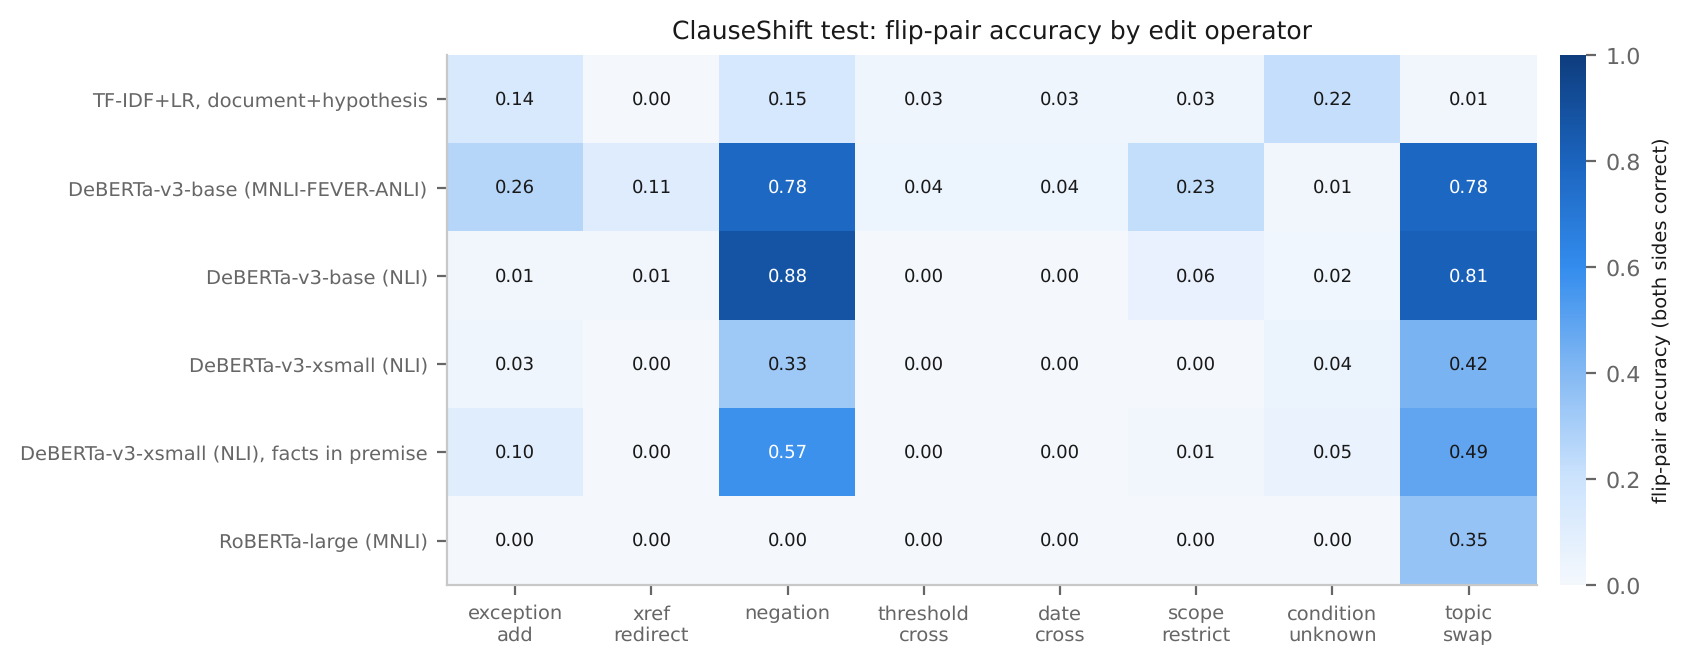 ClauseShift test: flip-pair accuracy by edit operator
TF-IDF+LR, document+hypothesis 0.14 0.00 0.15 0.03 0.03 0.03 0.22 0.01
DeBERTa-v3-base (MNLI-FEVER-ANLI) 0.26 0.11 0.78 0.04 0.04 0.23 0.01 0.78
DeBERTa-v3-base (NLI) 0.01 0.01 0.88 0.00 0.00 0.06 0.02 0.81
DeBERTa-v3-xsmall (NLI) 0.03 0.00 0.33 0.00 0.00 0.00 0.04 0.42
DeBERTa-v3-xsmall (NLI), facts in premise 0.10 0.00 0.57 0.00 0.00 0.01 0.05 0.49
RoBERTa-large (MNLI) 0.00 0.00 0.00 0.00 0.00 0.00 0.00 0.35
exception add
xref redirect
negation
threshold cross
date cross
scope restrict
condition unknown
topic swap
1.0
0.8
0.6
0.4
0.2
0.0
flip-pair accuracy (both sides correct)